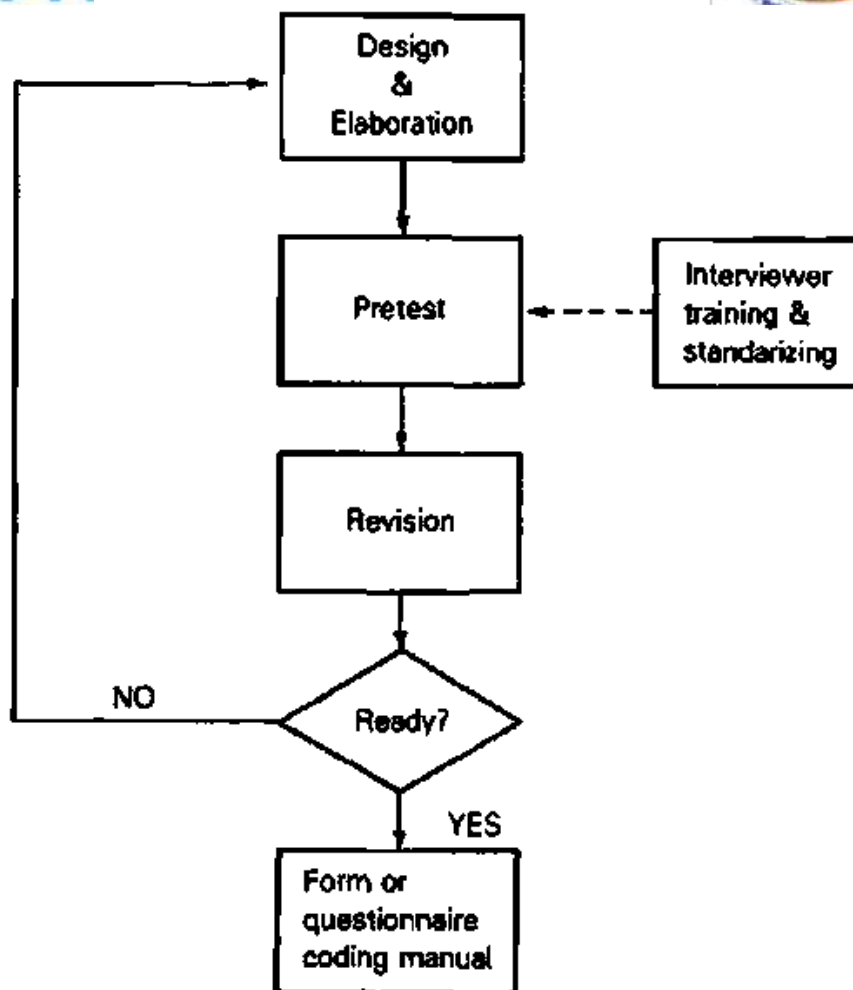 Design
&
Elaboration
Pretest
Interviewer
training &
standarizing
Revision
NO
Ready?
YES
Form or
questionnaire
coding manual